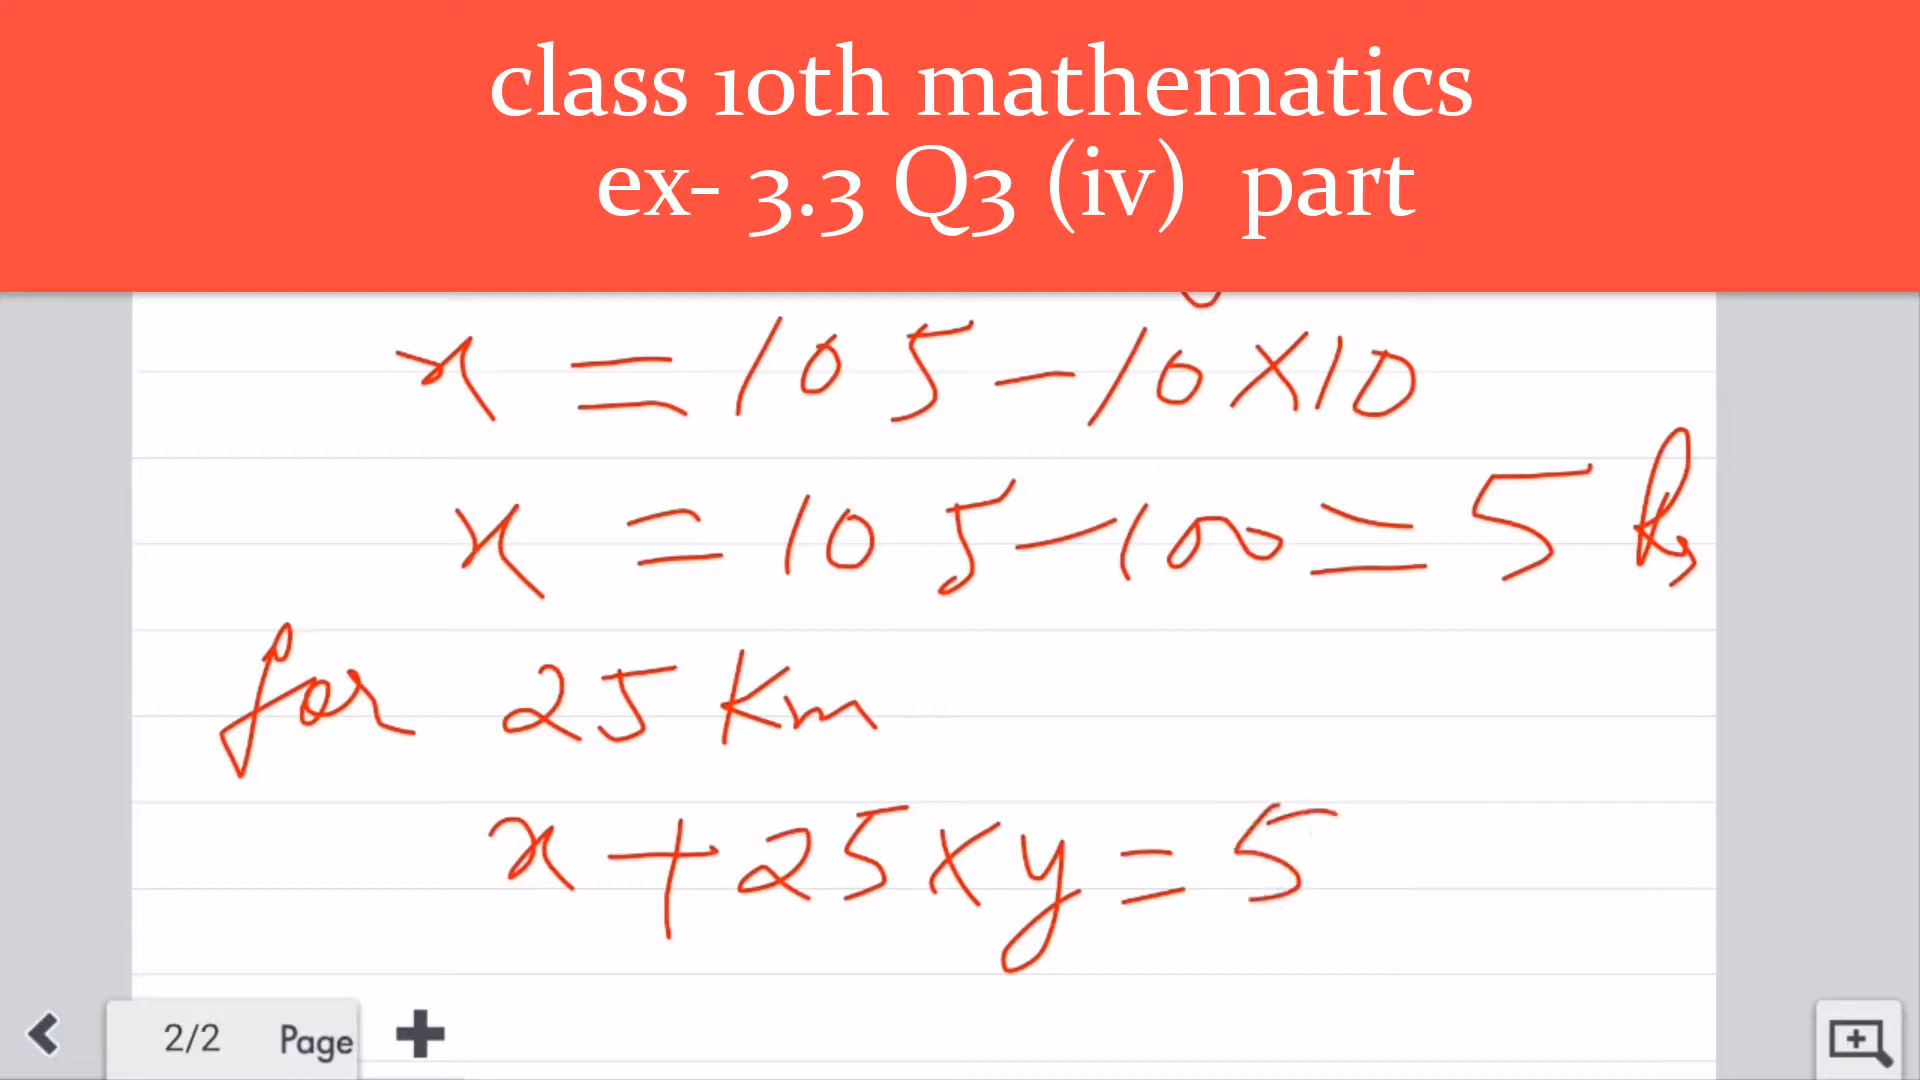 class 10th mathematics
ex- 3.3 Q3 (iv) part
x = 105 - 10 × 10
x = 105 - 100 = 5 Rs
for 25 Km
x + 25 × y = 5
2/2 Page